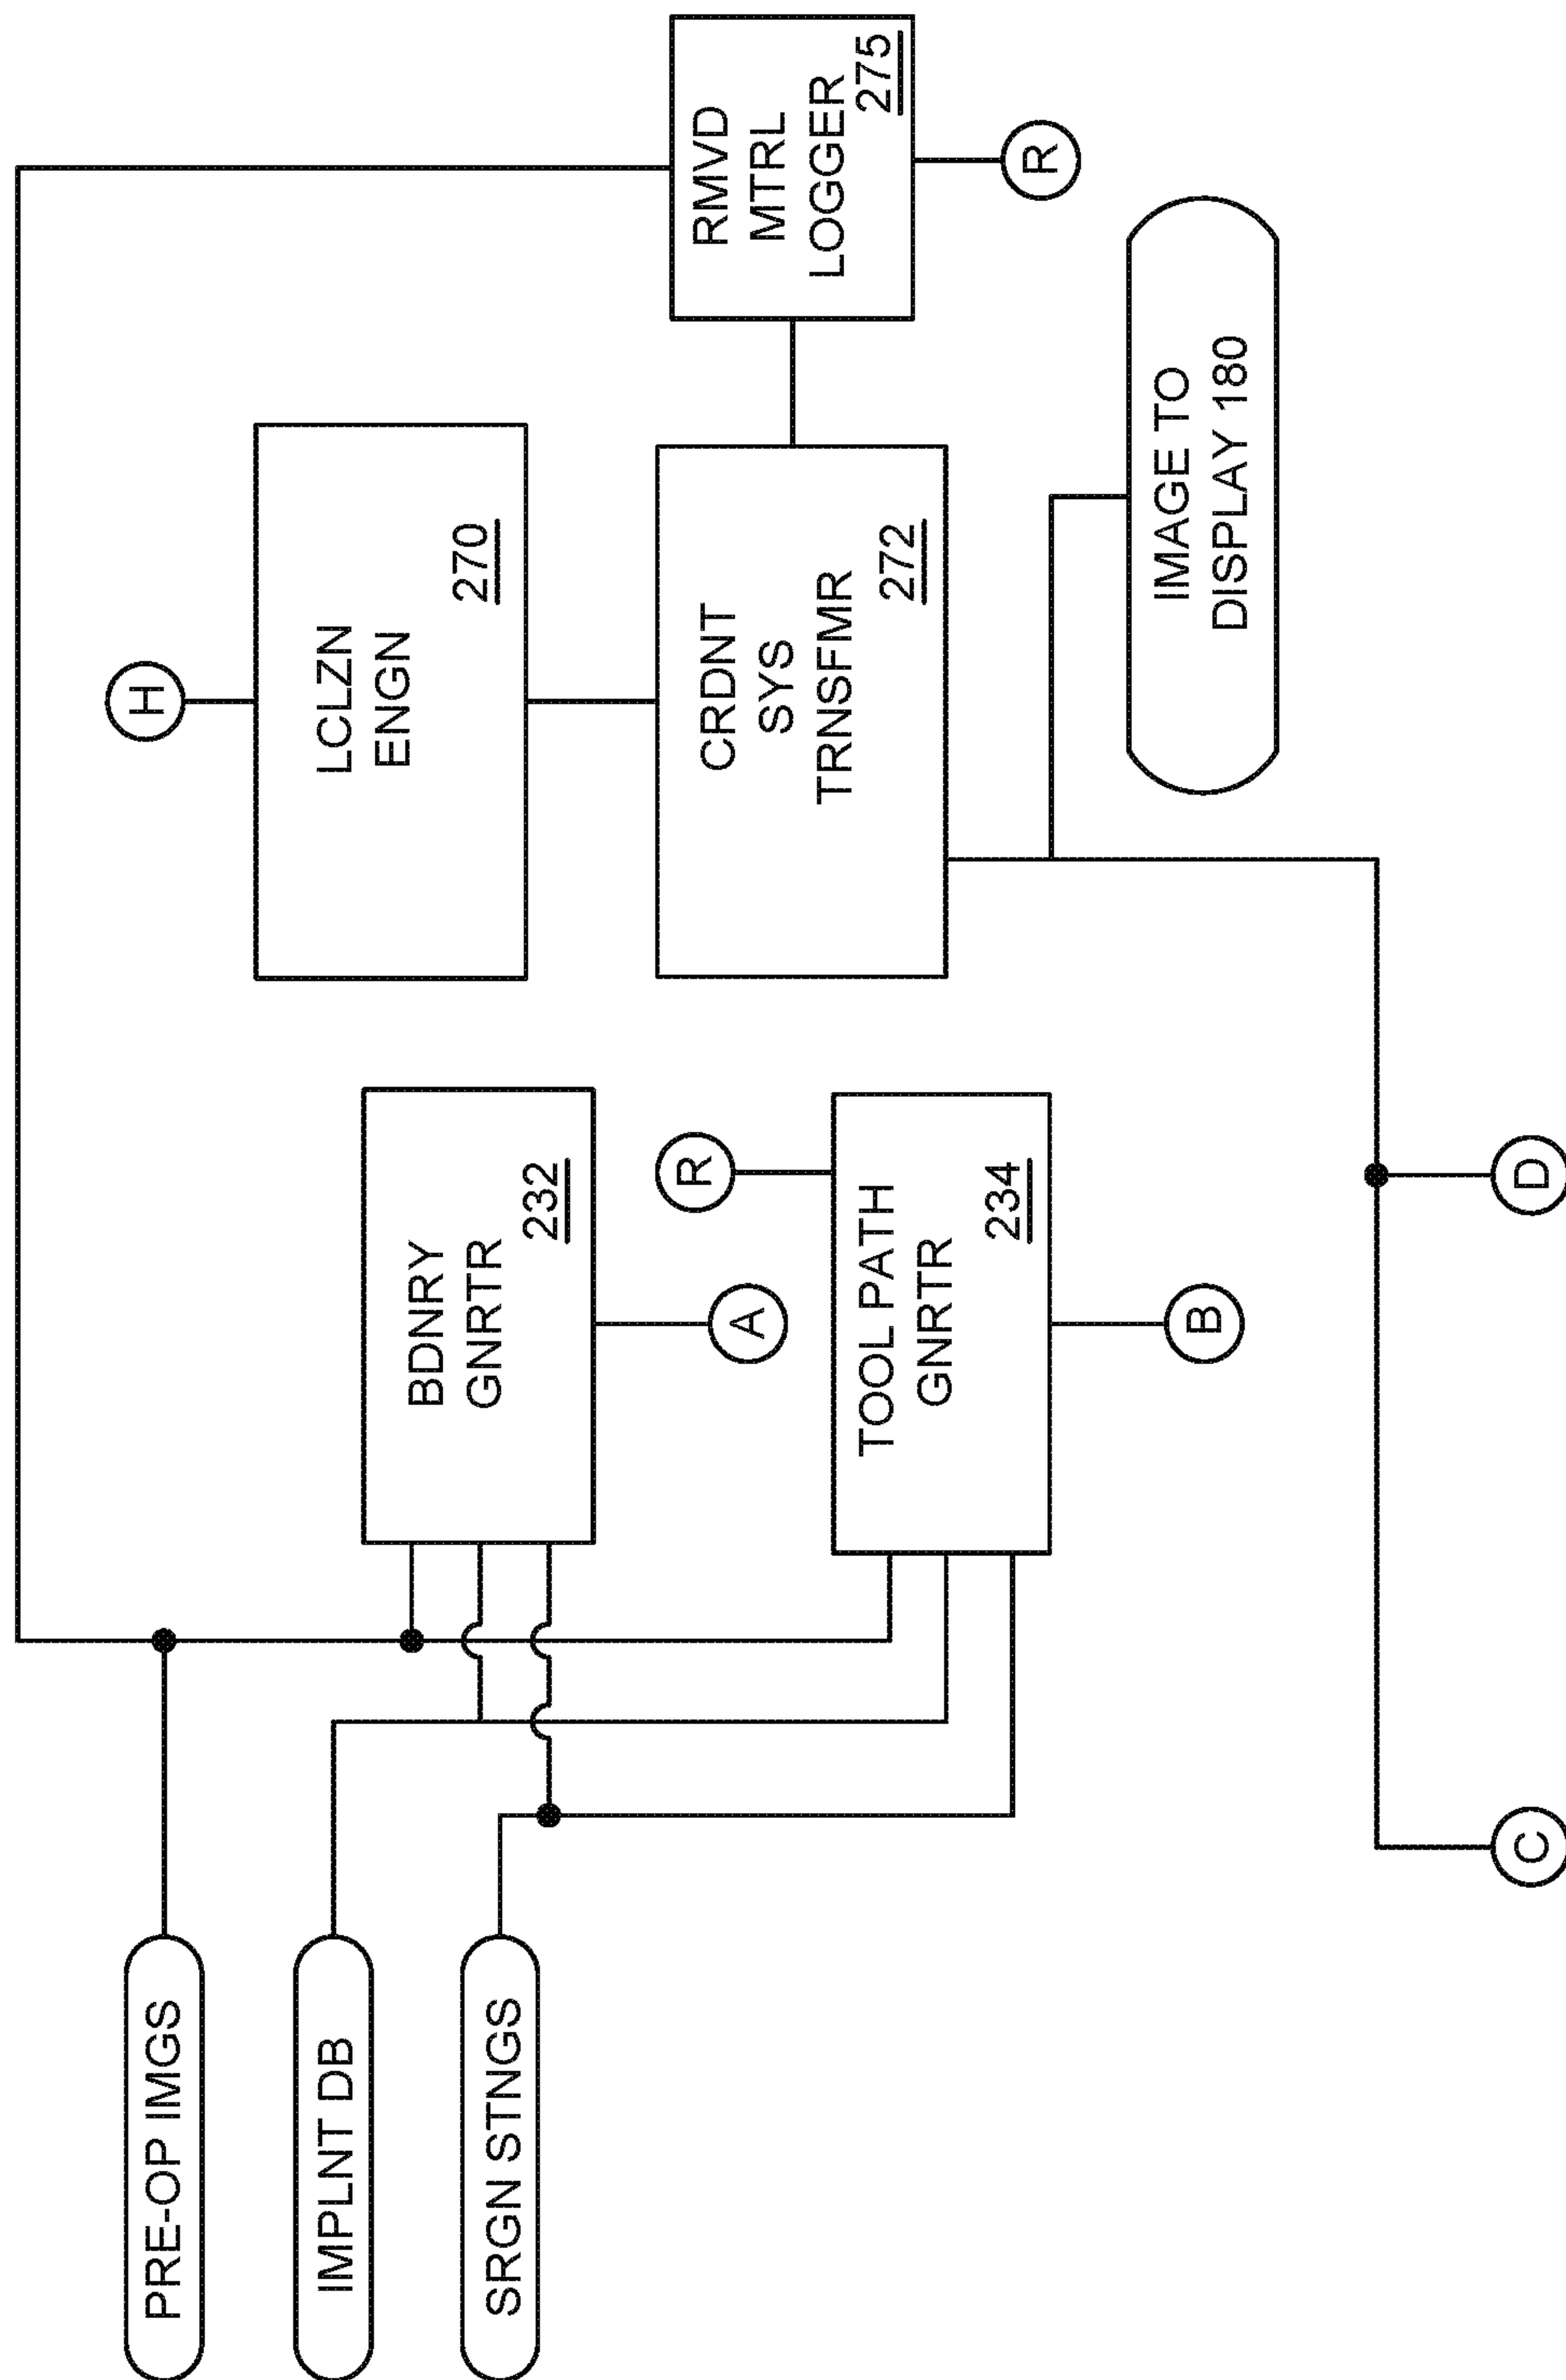 PRE-OP IMGS
IMPLNT DB
SRGN STNGS
BDNRY
GNRTR
232
A
R
TOOL PATH
GNRTR
234
B
H
LCLZN
ENGN
270
CRDNT
SYS
TRNSFMR
272
RMVD
MTRL
LOGGER
275
R
IMAGE TO
DISPLAY 180
C
D